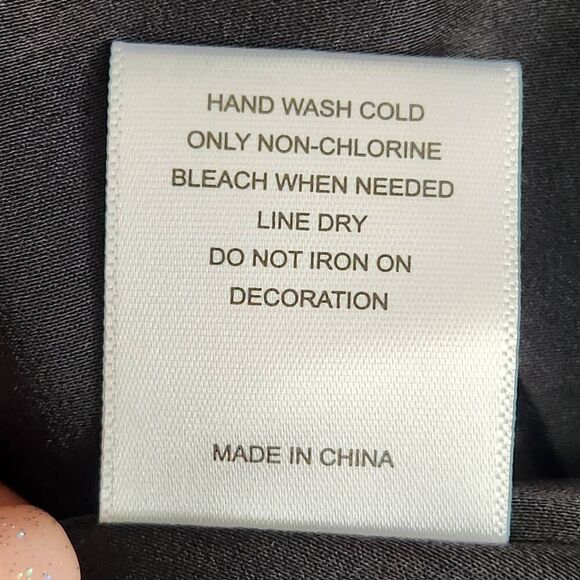 HAND WASH COLD
ONLY NON-CHLORINE
BLEACH WHEN NEEDED
LINE DRY
DO NOT IRON ON
DECORATION
MADE IN CHINA